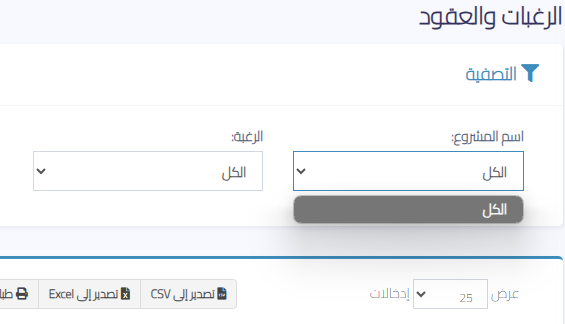 الرغبات والعقود
التصفية
اسم المشروع:
الرغبة:
الكل
الكل
الكل
عرض 25 إدخالات
تصدير إلى CSV
تصدير إلى Excel